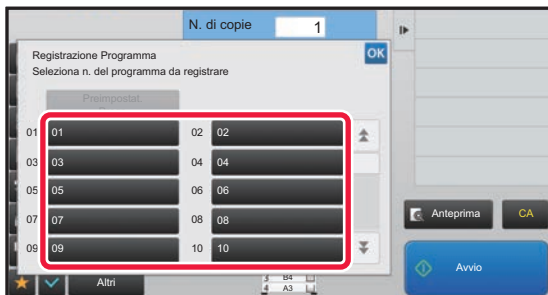 N. di copie 1
OK
Registrazione Programma
Seleziona n. del programma da registrare
Preimpostat.
01 01 02 02
03 03 04 04
05 05 06 06
07 07 08 08
09 09 10 10
Anteprima CA
Avvio
Altri
3 B4
4 A3